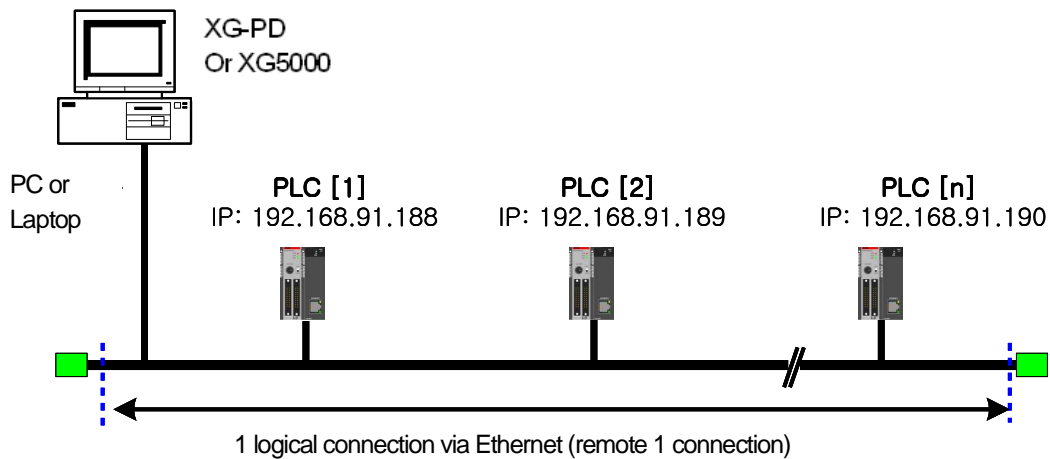 XG-PD
Or XG5000
PC or
Laptop
PLC [1]
IP: 192.168.91.188
PLC [2]
IP: 192.168.91.189
PLC [n]
IP: 192.168.91.190
1 logical connection via Ethernet (remote 1 connection)